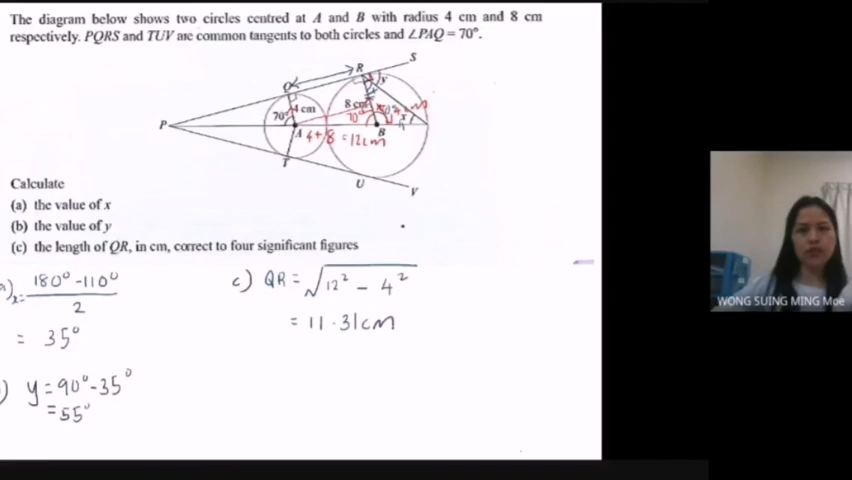 The diagram below shows two circles centred at A and B with radius 4 cm and 8 cm
respectively. PQRS and TUV are common tangents to both circles and ∠PAQ = 70°.
S
R
y
Q
8 cm
4 cm
70°
70°
x
P
A
B
4+8 = 12cm
T
U
V
Calculate
(a) the value of x
(b) the value of y
(c) the length of QR, in cm, correct to four significant figures
x = 180° - 110°
2
= 35°
c) QR = √12² - 4²
= 11.31cm
) y = 90° - 35°
= 55°
WONG SUING MING Moe